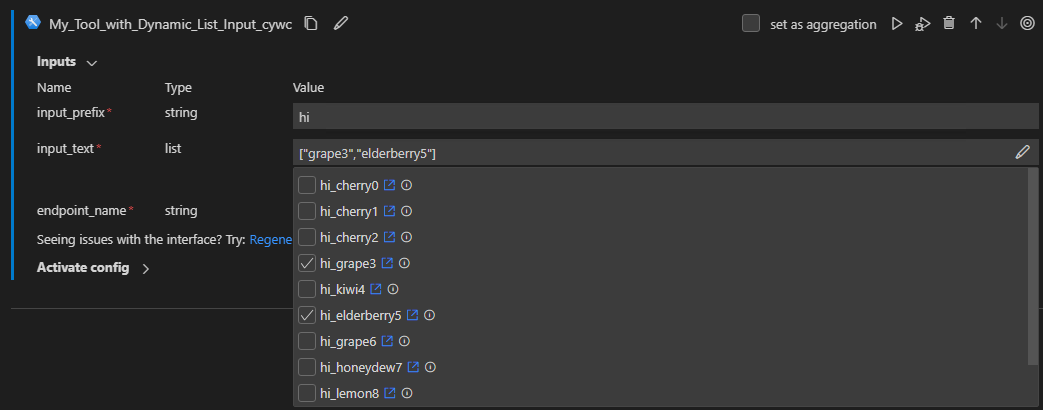 My_Tool_with_Dynamic_List_Input_cywc set as aggregation
Inputs
Name Type Value
input_prefix* string hi
input_text* list ["grape3","elderberry5"]
hi_cherry0
hi_cherry1
endpoint_name* string
hi_cherry2
Seeing issues with the interface? Try: Regene
hi_grape3
Activate config
hi_kiwi4
hi_elderberry5
hi_grape6
hi_honeydew7
hi_lemon8